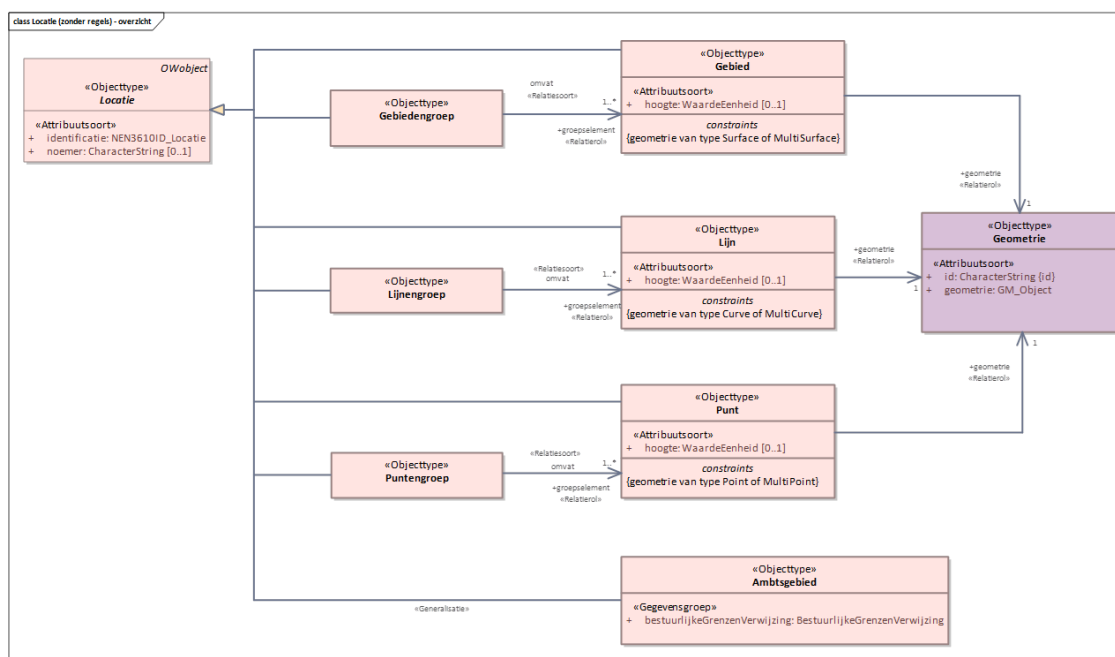 class Locatie (zonder regels) - overzicht
OWobject
«Objecttype»
Locatie
«Attribuutsoort»
+ identificatie: NEN3610ID_Locatie
+ noemer: CharacterString [0..1]
«Objecttype»
Gebiedengroep
omvat
«Relatiesoort»
1..*
+groepselement
«Relatierol»
«Objecttype»
Gebied
«Attribuutsoort»
+ hoogte: WaardeEenheid [0..1]
constraints
{geometrie van type Surface of MultiSurface}
+geometrie
«Relatierol»
1
«Objecttype»
Lijnengroep
«Relatiesoort»
omvat
1..*
+groepselement
«Relatierol»
«Objecttype»
Lijn
«Attribuutsoort»
+ hoogte: WaardeEenheid [0..1]
constraints
{geometrie van type Curve of MultiCurve}
+geometrie
«Relatierol»
1
«Objecttype»
Geometrie
«Attribuutsoort»
+ id: CharacterString {id}
+ geometrie: GM_Object
1
+geometrie
«Relatierol»
«Objecttype»
Puntengroep
«Relatiesoort»
omvat
1..*
+groepselement
«Relatierol»
«Objecttype»
Punt
«Attribuutsoort»
+ hoogte: WaardeEenheid [0..1]
constraints
{geometrie van type Point of MultiPoint}
«Generalisatie»
«Objecttype»
Ambtsgebied
«Gegevensgroep»
+ bestuurlijkeGrenzenVerwijzing: BestuurlijkeGrenzenVerwijzing